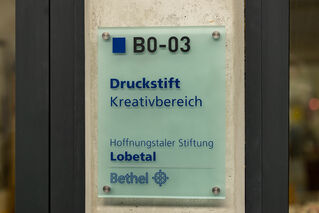 B0-03
Druckstift
Kreativbereich
Hoffnungstaler Stiftung
Lobetal
Bethel